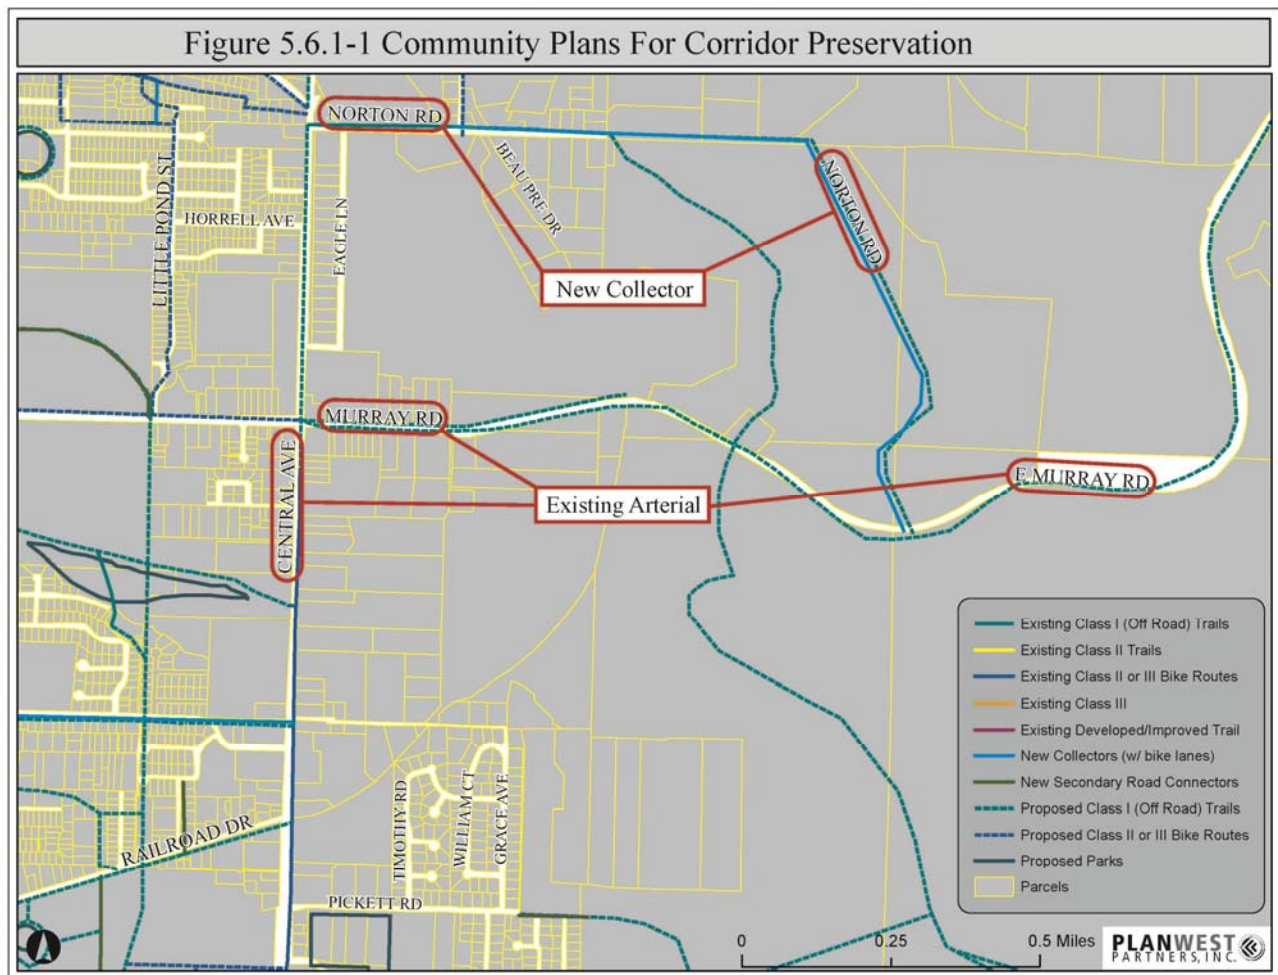 Figure 5.6.1-1 Community Plans For Corridor Preservation
NORTON RD
BEAU PRE DR
NORTON RD
LITTLE POND ST
HORRELL AVE
EAGLE LN
New Collector
MURRAY RD
CENTRAL AVE
E MURRAY RD
Existing Arterial
Existing Class I (Off Road) Trails
Existing Class II Trails
Existing Class II or III Bike Routes
Existing Class III
Existing Developed/Improved Trail
New Collectors (w/ bike lanes)
New Secondary Road Connectors
Proposed Class I (Off Road) Trails
Proposed Class II or III Bike Routes
Proposed Parks
Parcels
RAILROAD DR
TIMOTHY RD
WILLIAM CT
GRACE AVE
PICKETT RD
0 0.25 0.5 Miles
PLANWEST
PARTNERS, INC.